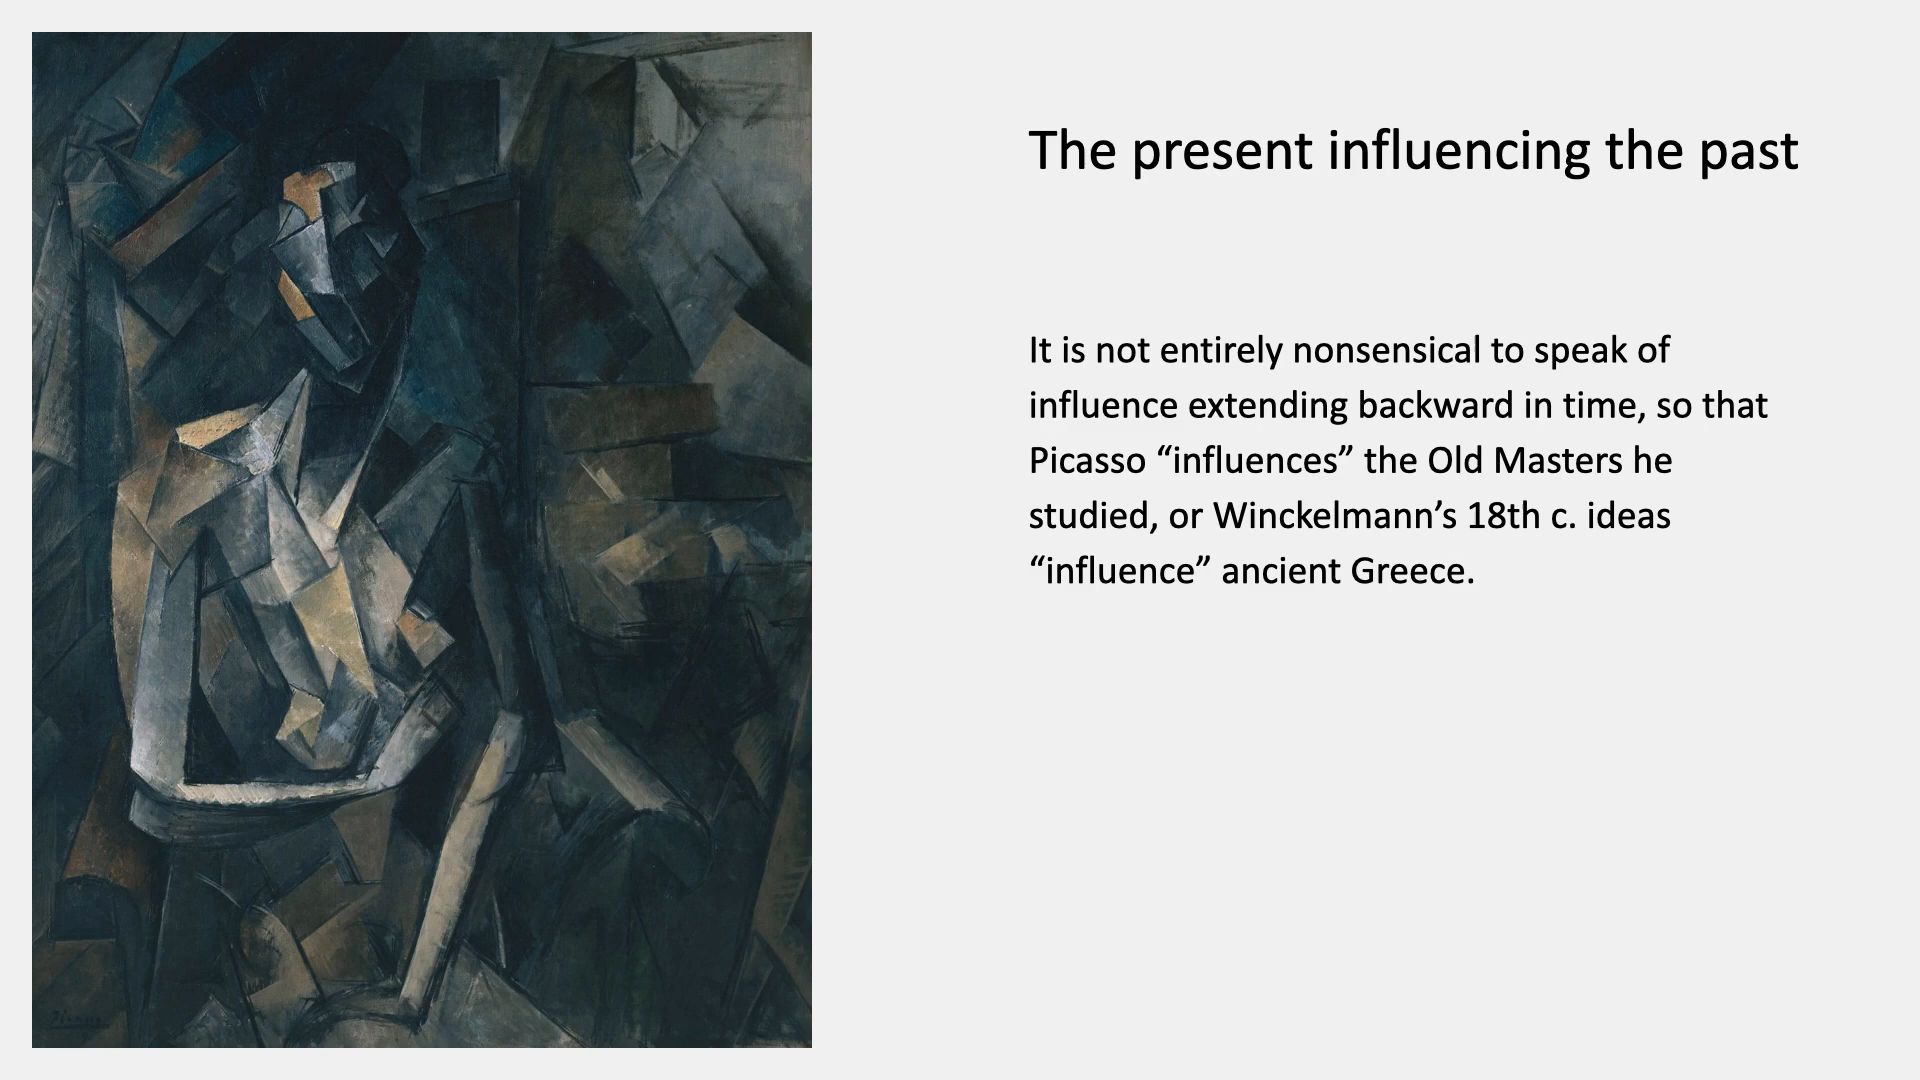 The present influencing the past
It is not entirely nonsensical to speak of
influence extending backward in time, so that
Picasso “influences” the Old Masters he
studied, or Winckelmann’s 18th c. ideas
“influence” ancient Greece.
Picasso